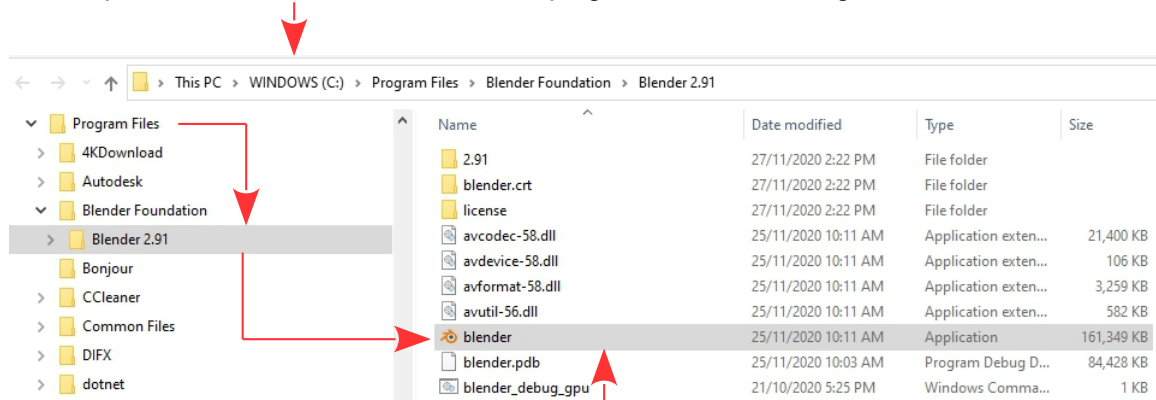 This PC > WINDOWS (C:) > Program Files > Blender Foundation > Blender 2.91
Program Files
4KDownload
Autodesk
Blender Foundation
Blender 2.91
Bonjour
CCleaner
Common Files
DIFX
dotnet
Name Date modified Type Size
2.91 27/11/2020 2:22 PM File folder
blender.crt 27/11/2020 2:22 PM File folder
license 27/11/2020 2:22 PM File folder
avcodec-58.dll 25/11/2020 10:11 AM Application exten... 21,400 KB
avdevice-58.dll 25/11/2020 10:11 AM Application exten... 106 KB
avformat-58.dll 25/11/2020 10:11 AM Application exten... 3,259 KB
avutil-56.dll 25/11/2020 10:11 AM Application exten... 582 KB
blender 25/11/2020 10:11 AM Application 161,349 KB
blender.pdb 25/11/2020 10:03 AM Program Debug D... 84,428 KB
blender_debug_gpu 21/10/2020 5:25 PM Windows Comma... 1 KB